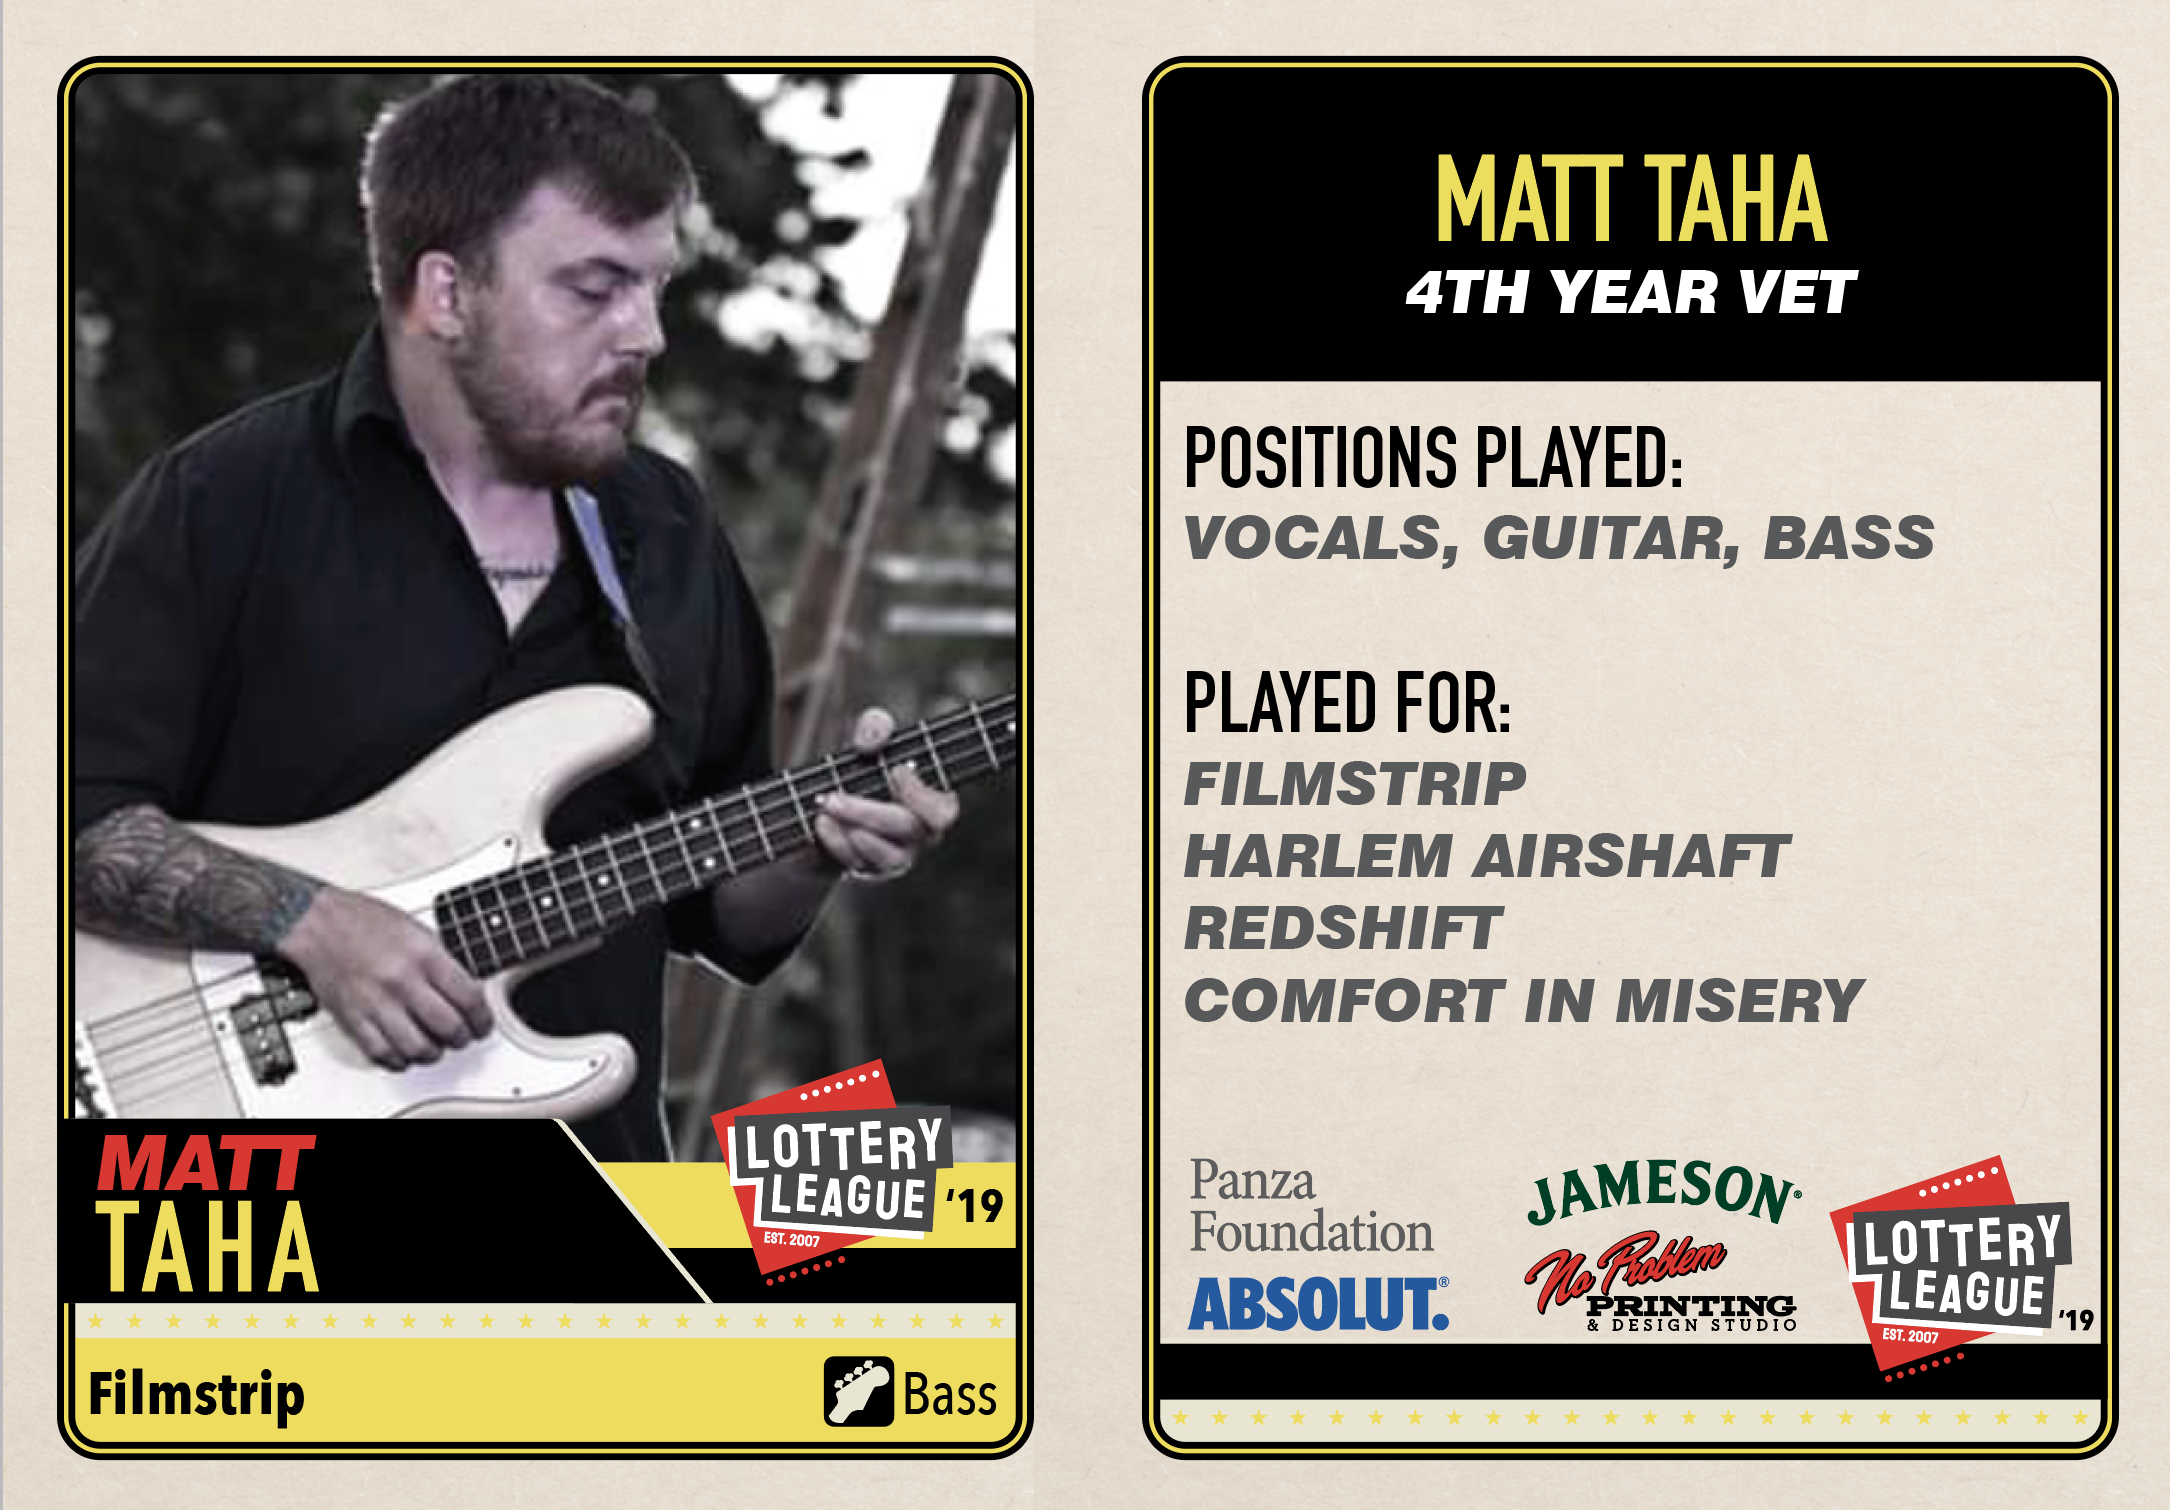 MATT
TAHA
LOTTERY
LEAGUE
EST. 2007
'19
Filmstrip
Bass
MATT TAHA
4TH YEAR VET
POSITIONS PLAYED:
VOCALS, GUITAR, BASS
PLAYED FOR:
FILMSTRIP
HARLEM AIRSHAFT
REDSHIFT
COMFORT IN MISERY
Panza
Foundation
ABSOLUT.®
JAMESON®
No Problem
PRINTING
& DESIGN STUDIO
LOTTERY
LEAGUE
EST. 2007
'19